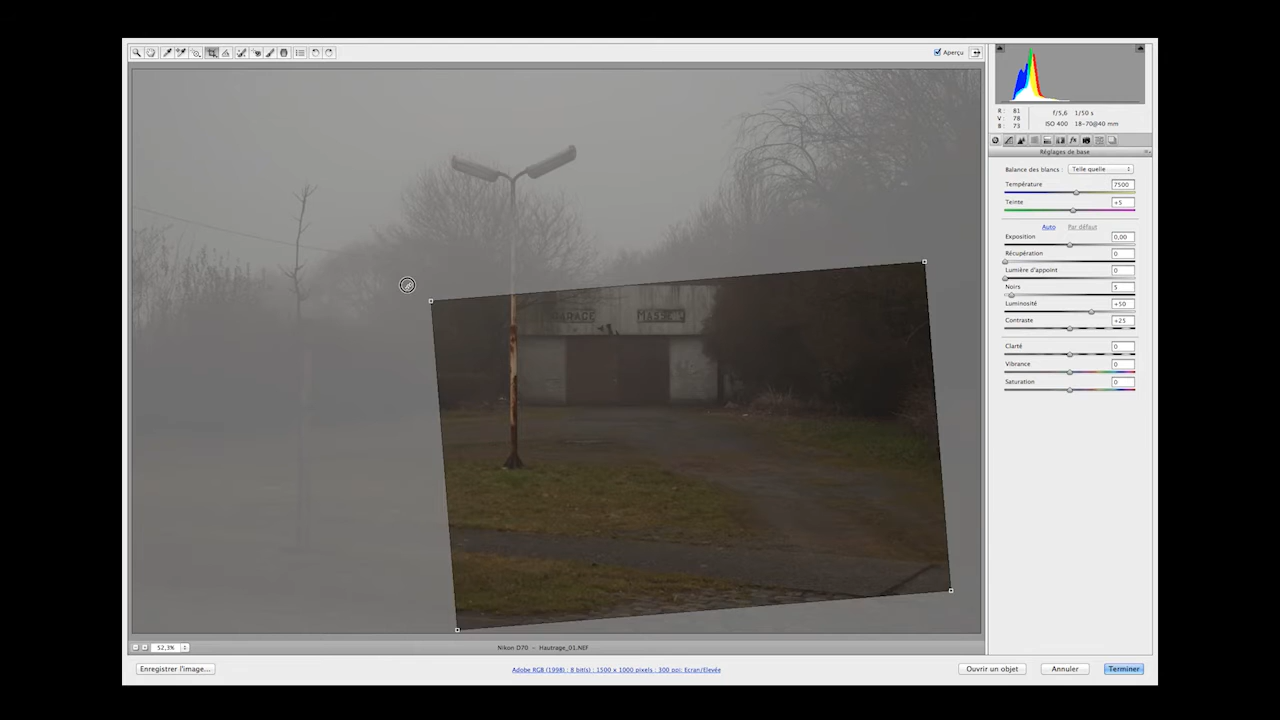 Aperçu
R : 81
V : 78
B : 73
f/5,6 1/50 s
ISO 400 18-70@40 mm
Réglages de base
Balance des blancs : Telle quelle
Température 7500
Teinte +5
Auto Par défaut
Exposition 0,00
Récupération 0
Lumière d'appoint 0
Noirs 5
Luminosité +50
Contraste +25
Clarté 0
Vibrance 0
Saturation 0
GARAGE
52,3%
Nikon D70 – Hautrage_01.NEF
Enregistrer l'image...
Adobe RGB (1998) ; 8 bit(s) ; 1500 x 1000 pixels ; 300 ppi; Ecran/Elevée
Ouvrir un objet
Annuler
Terminer